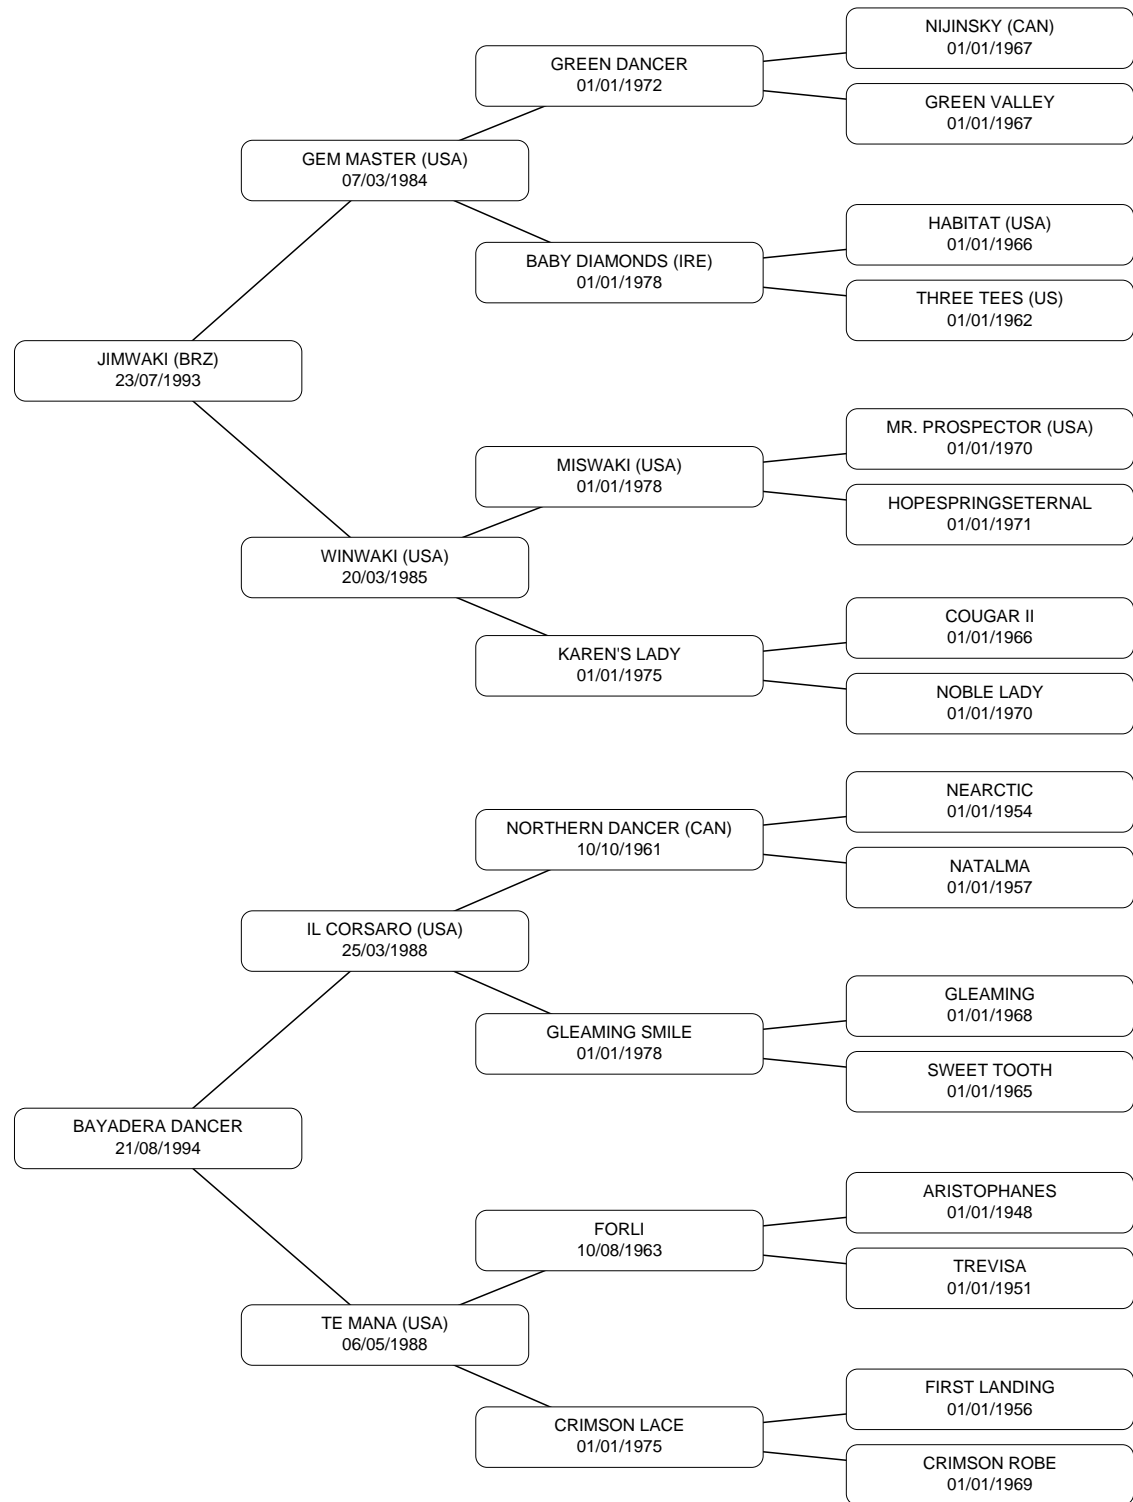 NIJINSKY (CAN)
01/01/1967
GREEN DANCER
01/01/1972
GREEN VALLEY
01/01/1967
GEM MASTER (USA)
07/03/1984
HABITAT (USA)
01/01/1966
BABY DIAMONDS (IRE)
01/01/1978
THREE TEES (US)
01/01/1962
JIMWAKI (BRZ)
23/07/1993
MR. PROSPECTOR (USA)
01/01/1970
MISWAKI (USA)
01/01/1978
HOPESPRINGSETERNAL
01/01/1971
WINWAKI (USA)
20/03/1985
COUGAR II
01/01/1966
KAREN'S LADY
01/01/1975
NOBLE LADY
01/01/1970
NEARCTIC
01/01/1954
NORTHERN DANCER (CAN)
10/10/1961
NATALMA
01/01/1957
IL CORSARO (USA)
25/03/1988
GLEAMING
01/01/1968
GLEAMING SMILE
01/01/1978
SWEET TOOTH
01/01/1965
BAYADERA DANCER
21/08/1994
ARISTOPHANES
01/01/1948
FORLI
10/08/1963
TREVISA
01/01/1951
TE MANA (USA)
06/05/1988
FIRST LANDING
01/01/1956
CRIMSON LACE
01/01/1975
CRIMSON ROBE
01/01/1969